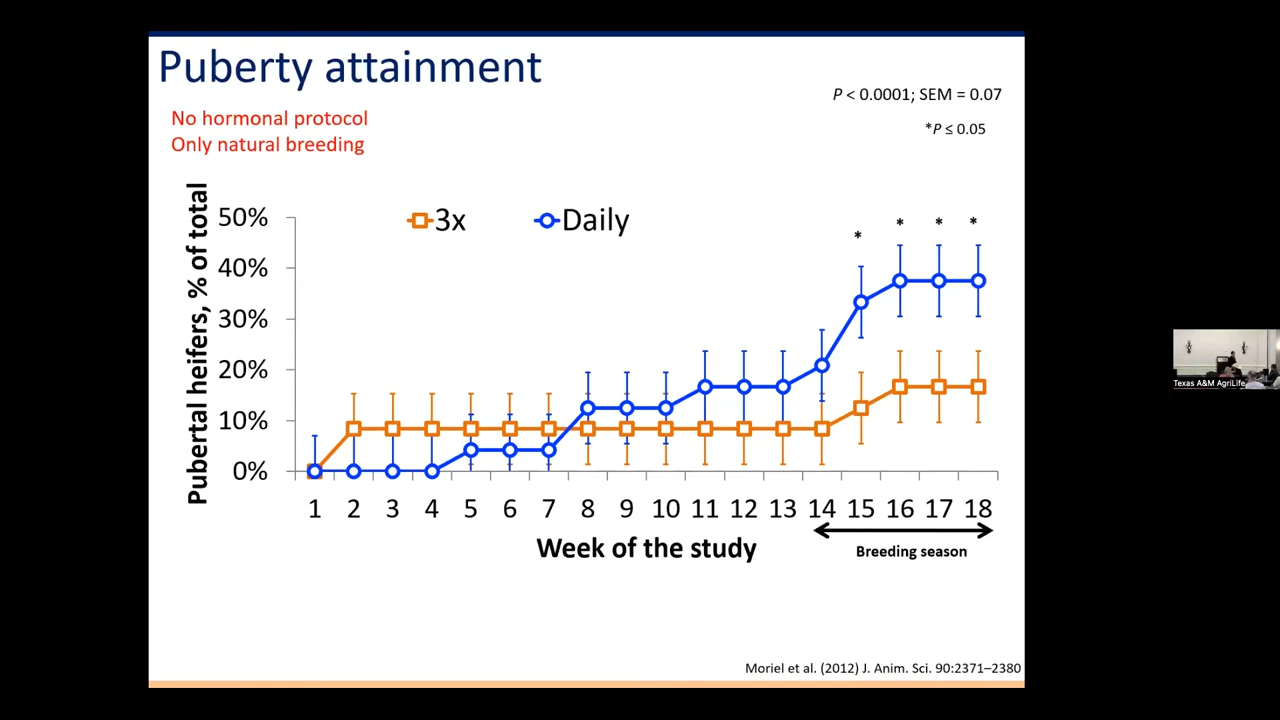 Puberty attainment
P < 0.0001; SEM = 0.07
No hormonal protocol
*P ≤ 0.05
Only natural breeding
Pubertal heifers, % of total
50%
40%
30%
20%
10%
0%
3x
Daily
*
*
*
*
1 2 3 4 5 6 7 8 9 10 11 12 13 14 15 16 17 18
Week of the study
Breeding season
Moriel et al. (2012) J. Anim. Sci. 90:2371–2380
Texas A&M AgriLife